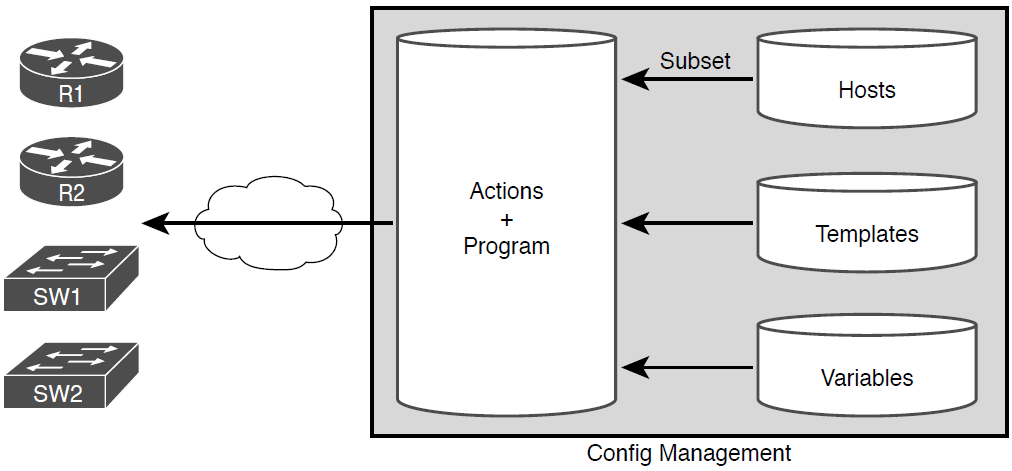 R1
R2
SW1
SW2
Actions
+
Program
Subset
Hosts
Templates
Variables
Config Management